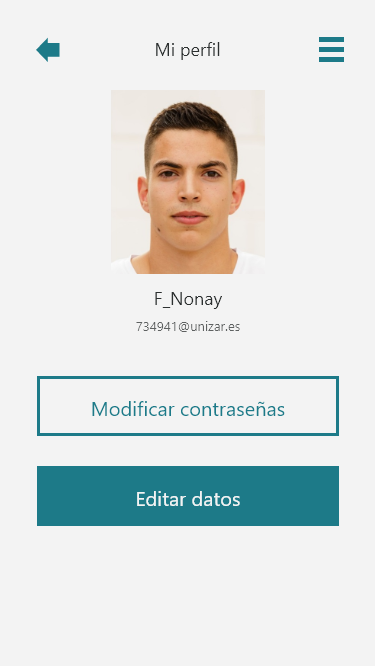 Mi perfil
F_Nonay
734941@unizar.es
Modificar contraseñas
Editar datos